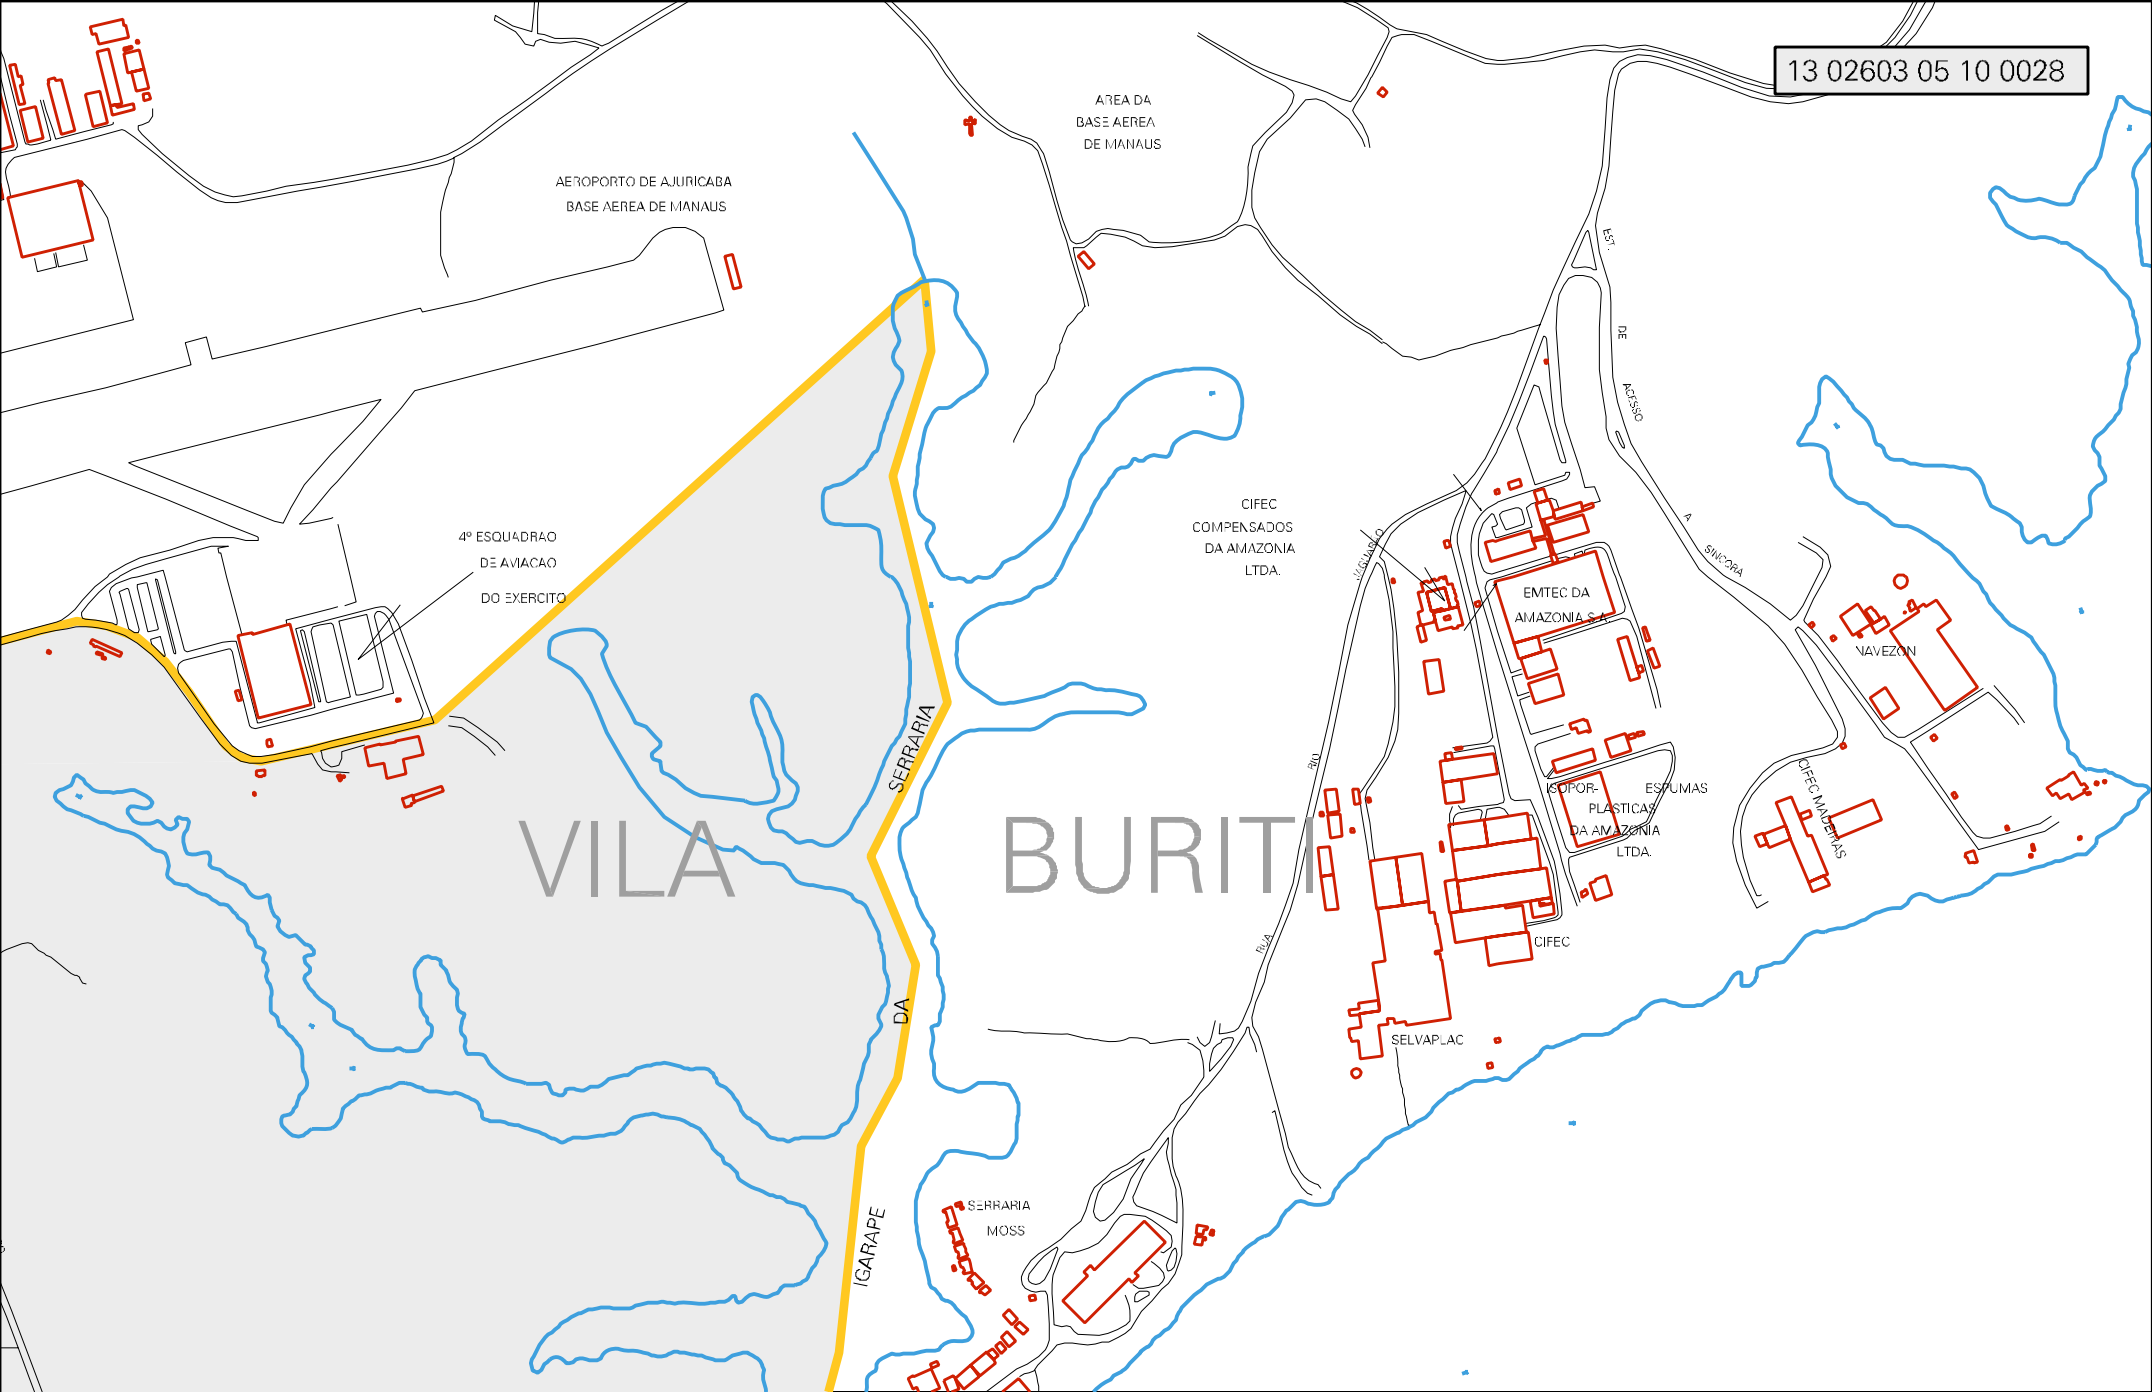 13 02603 05 10 0028
AREA DA
BASE AEREA
DE MANAUS
AEROPORTO DE AJURICABA
BASE AEREA DE MANAUS
EST.
DE
ACESSO
A
SINCORA
4º ESQUADRAO
DE AVIACAO
DO EXERCITO
CIFEC
COMPENSADOS
DA AMAZONIA
LTDA.
JAGUARAO
RIO
RUA
EMTEC DA
AMAZONIA S.A.
NAVEZON
ISOPOR-
ESPUMAS
PLASTICAS
DA AMAZONIA
LTDA.
CIFEC MADEIRAS
VILA BURITI
SERRARIA
DA
IGARAPE
CIFEC
SELVAPLAC
SERRARIA
MOSS